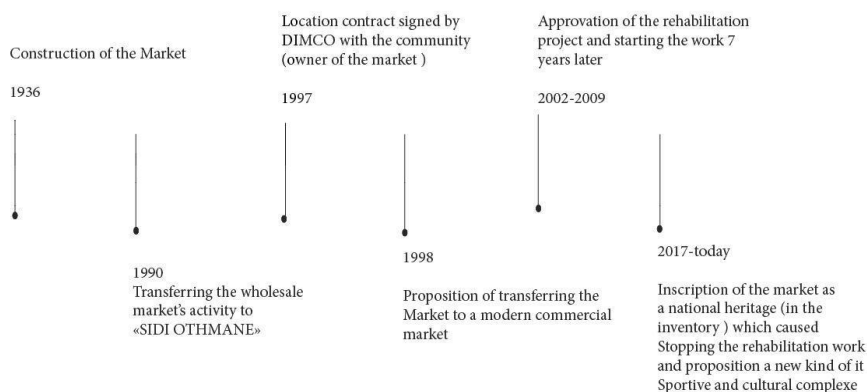 Construction of the Market
1936
1990
Transferring the wholesale
market's activity to
«SIDI OTHMANE»
Location contract signed by
DIMCO with the community
(owner of the market )
1997
1998
Proposition of transferring the
Market to a modern commercial
market
Approvation of the rehabilitation
project and starting the work 7
years later
2002-2009
2017-today
Inscription of the market as
a national heritage (in the
inventory ) which caused
Stopping the rehabilitation work
and proposition a new kind of it
Sportive and cultural complexe